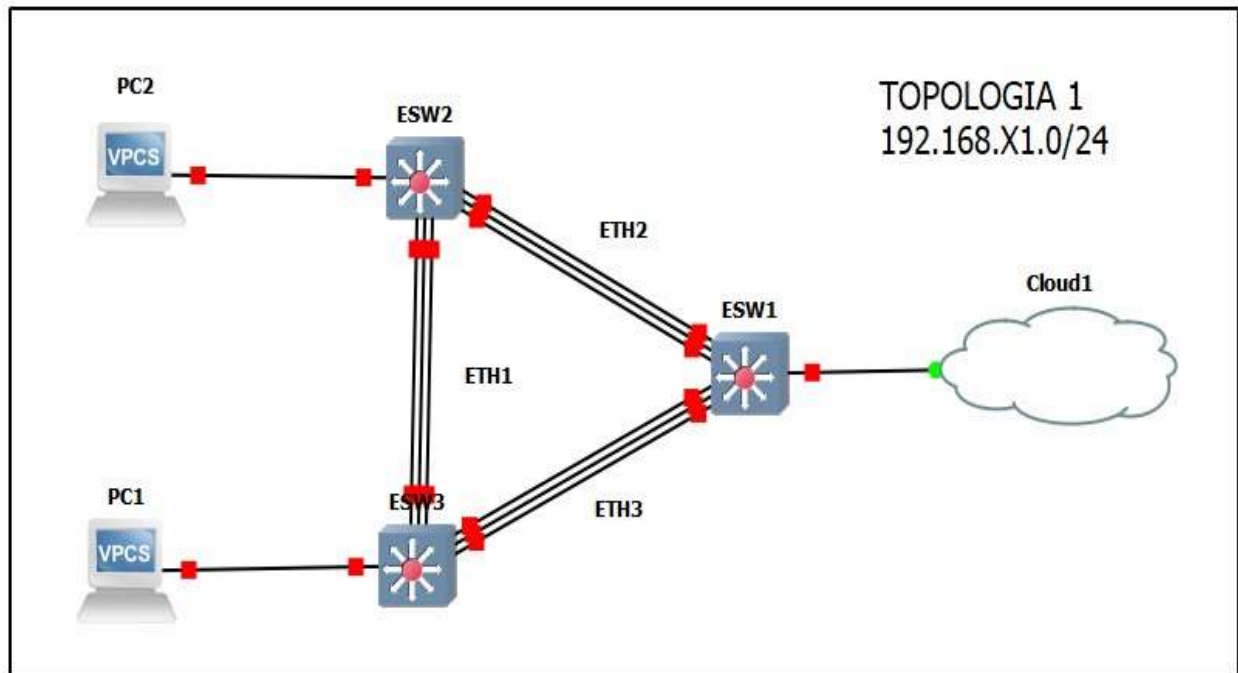 PC2
VPCS
ESW2
TOPOLOGIA 1
192.168.X1.0/24
ETH2
Cloud1
ESW1
ETH1
PC1
VPCS
ESW3
ETH3